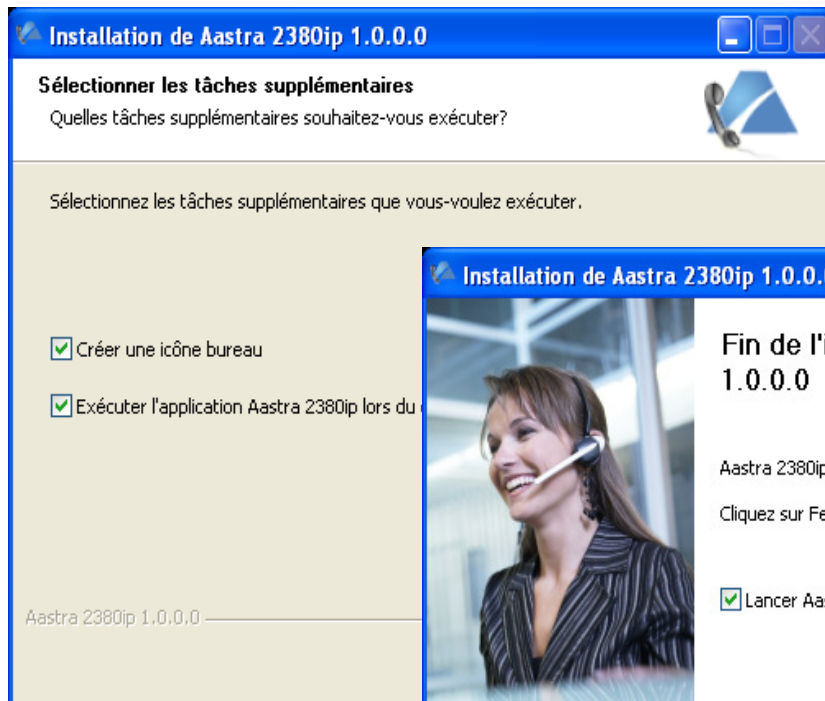 Installation de Aastra 2380ip 1.0.0.0
Sélectionner les tâches supplémentaires
Quelles tâches supplémentaires souhaitez-vous exécuter?
Sélectionnez les tâches supplémentaires que vous-voulez exécuter.
Créer une icône bureau
Exécuter l'application Aastra 2380ip lors du
Aastra 2380ip 1.0.0.0
Installation de Aastra 2380ip 1.0.0.
Fin de l'i
1.0.0.0
Aastra 2380ip
Cliquez sur Fe
Lancer Aas